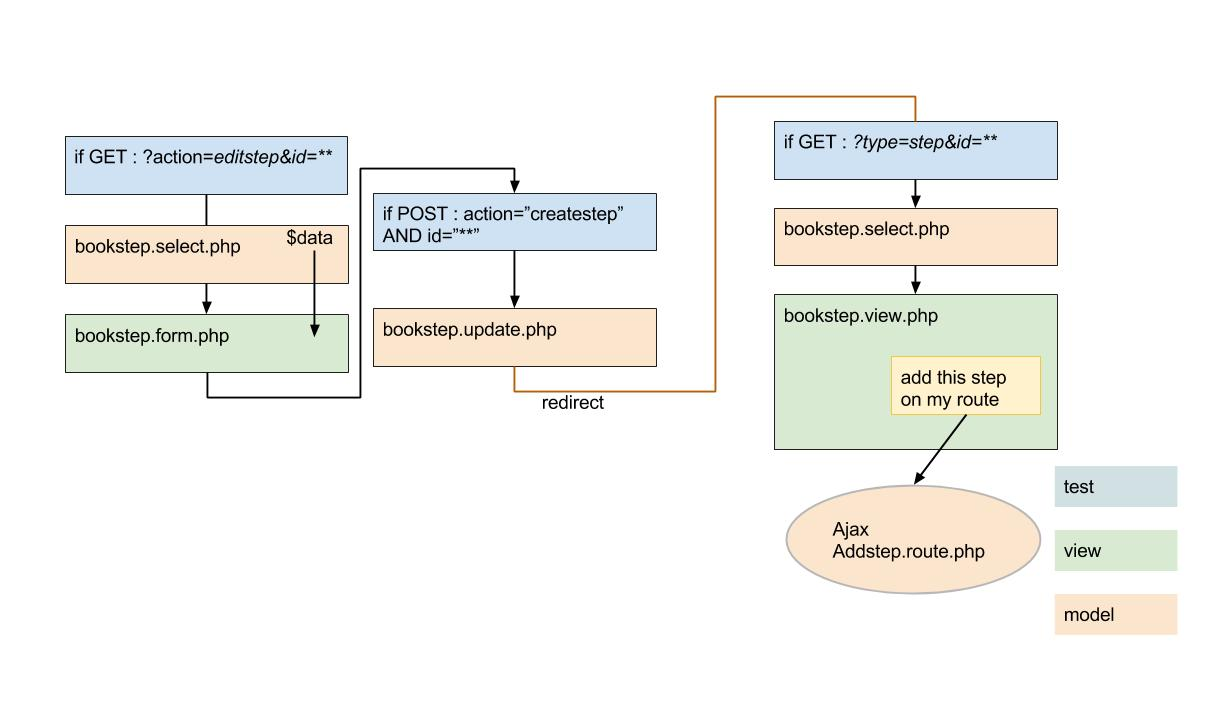 if GET : ?action=editstep&id=**
bookstep.select.php
$data
bookstep.form.php
if POST : action=”createstep”
AND id=”**”
bookstep.update.php
redirect
if GET : ?type=step&id=**
bookstep.select.php
bookstep.view.php
add this step
on my route
Ajax
Addstep.route.php
test
view
model